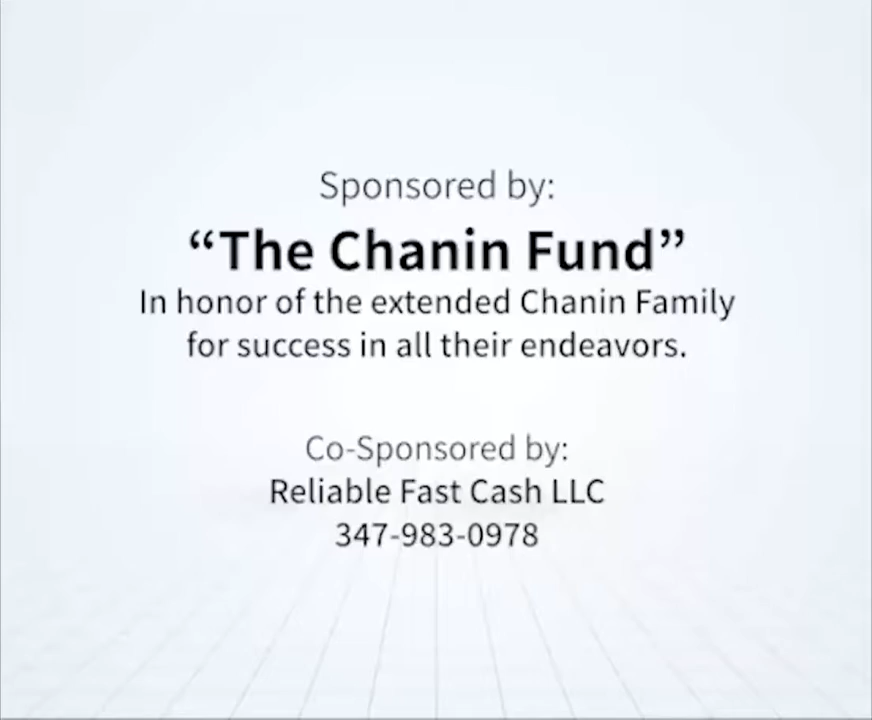 Sponsored by:
“The Chanin Fund”
In honor of the extended Chanin Family
for success in all their endeavors.
Co-Sponsored by:
Reliable Fast Cash LLC
347-983-0978